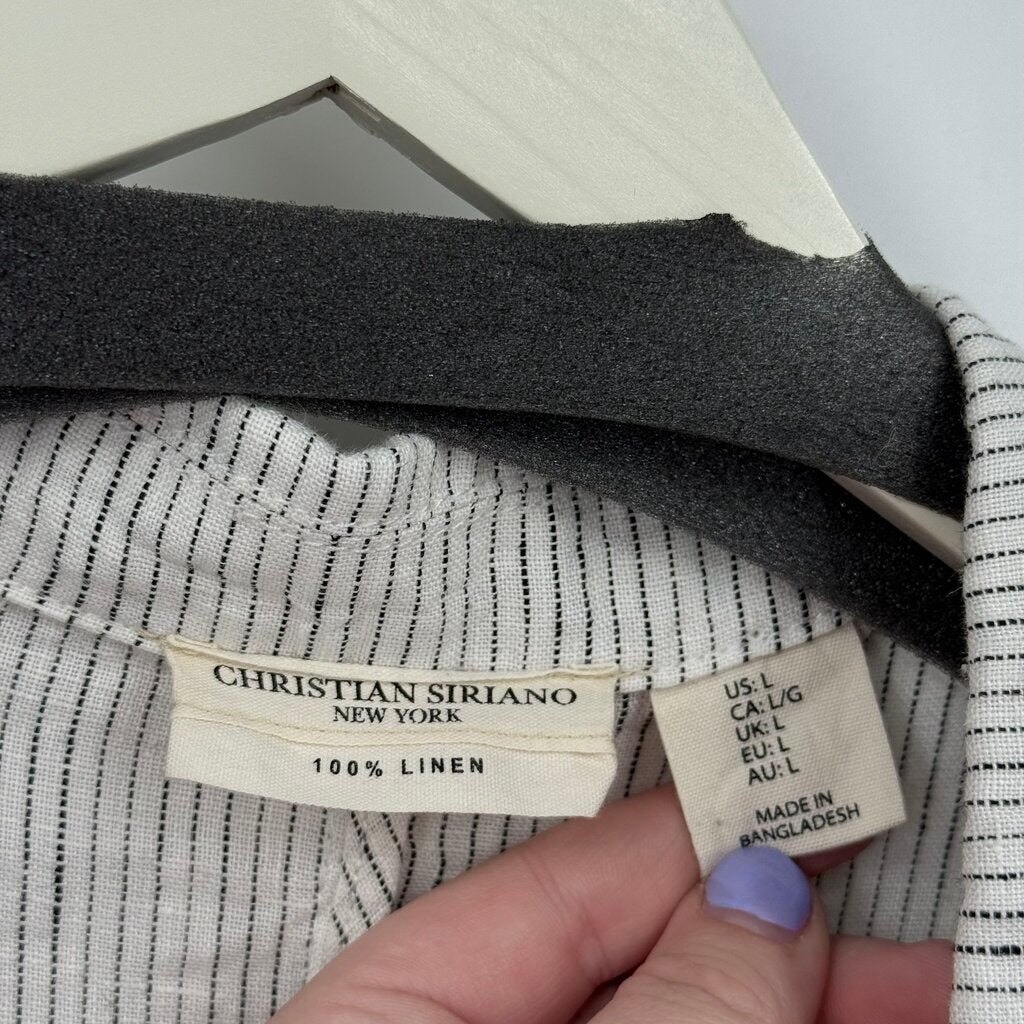 CHRISTIAN SIRIANO
NEW YORK
100% LINEN
US: L
CA: L/G
UK: L
EU: L
AU: L
MADE IN
BANGLADESH